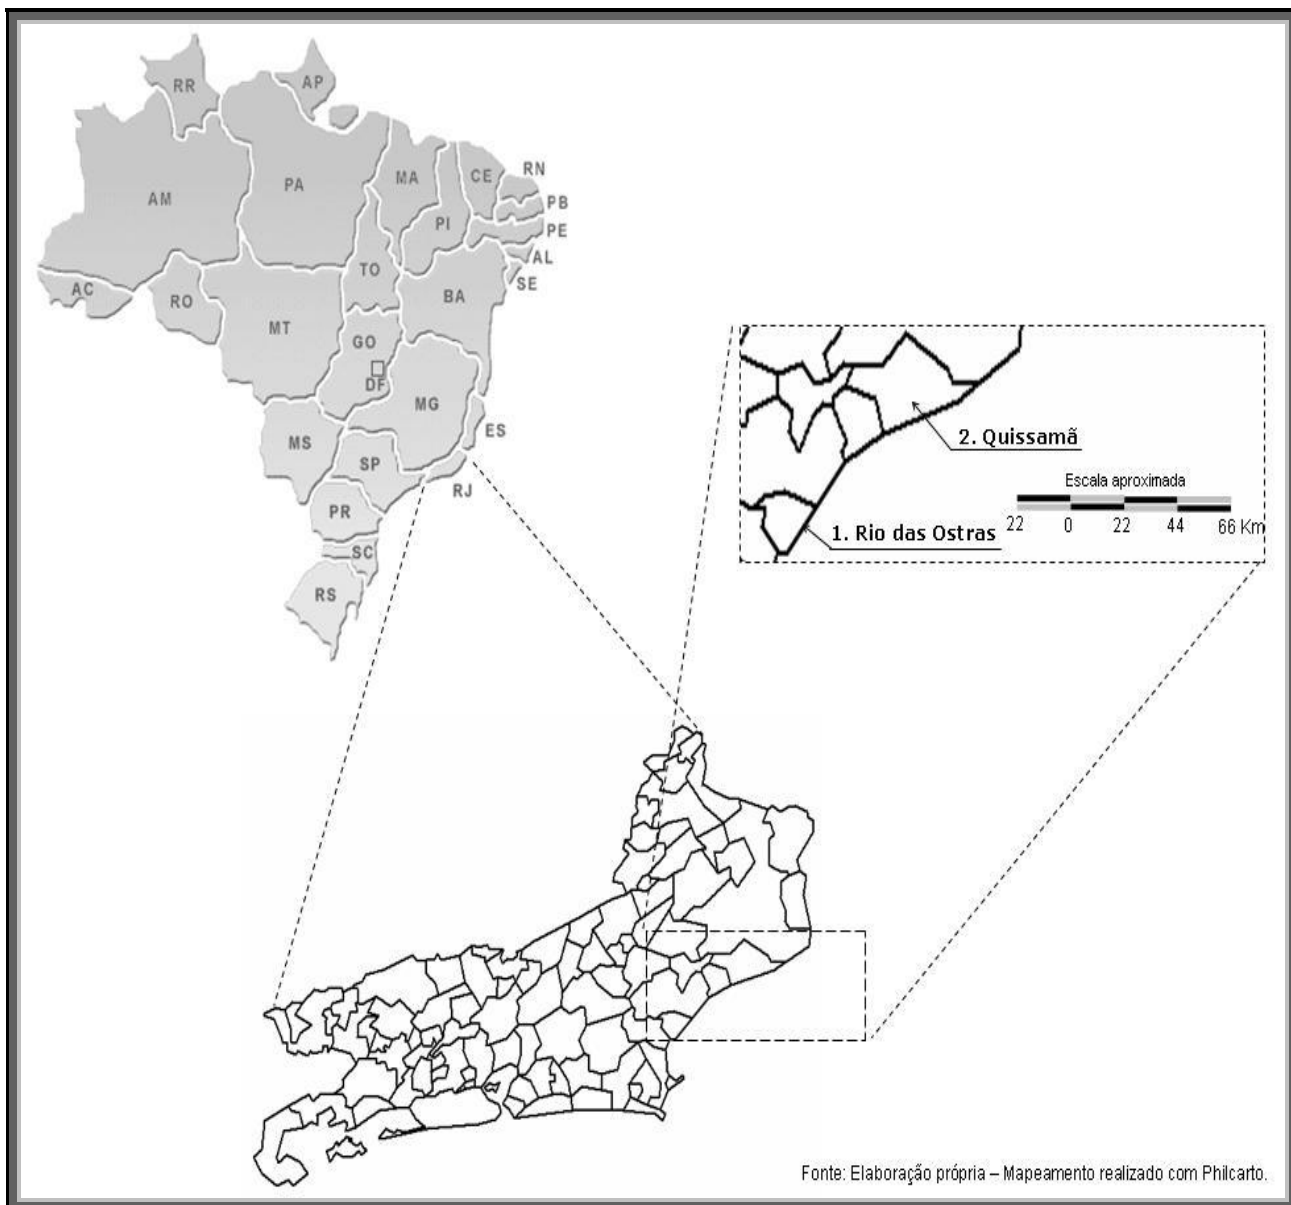 RR
AP
AM
PA
MA
CE
RN
PB
PI
PE
AL
SE
TO
BA
AC
RO
MT
GO
DF
MG
ES
MS
SP
RJ
PR
SC
RS
2. Quissamã
Escala aproximada
22 0 22 44 66 Km
1. Rio das Ostras
Fonte: Elaboração própria – Mapeamento realizado com Philcarto.